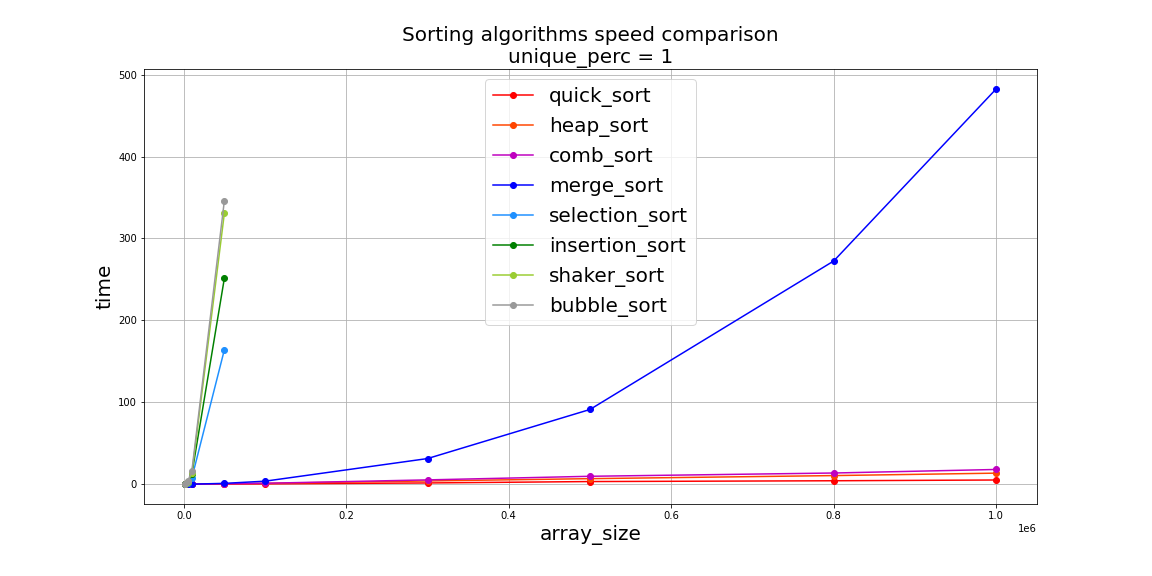 Sorting algorithms speed comparison
unique_perc = 1
500
400
300
200
100
0
time
quick_sort
heap_sort
comb_sort
merge_sort
selection_sort
insertion_sort
shaker_sort
bubble_sort
0.0 0.2 0.4 0.6 0.8 1.0
1e6
array_size